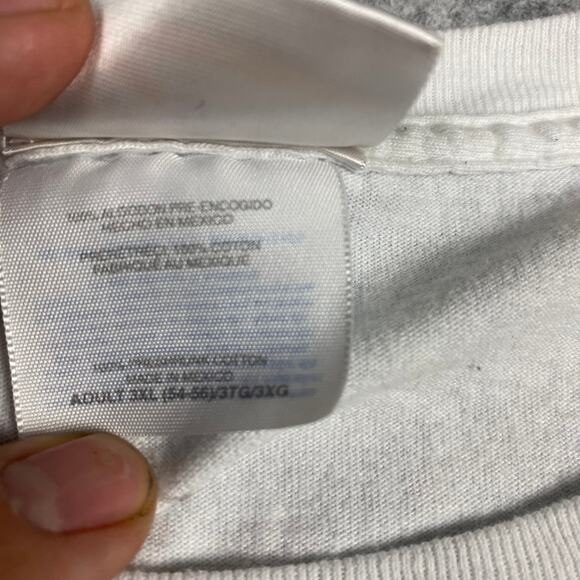 100% ALGODON PRE-ENCOGIDO
HECHO EN MEXICO
PRERETRECI 100% COTON
FABRIQUÉ AU MEXIQUE
100% PRESHRUNK COTTON
MADE IN MEXICO
ADULT 3XL (54-56)/3TG/3XG